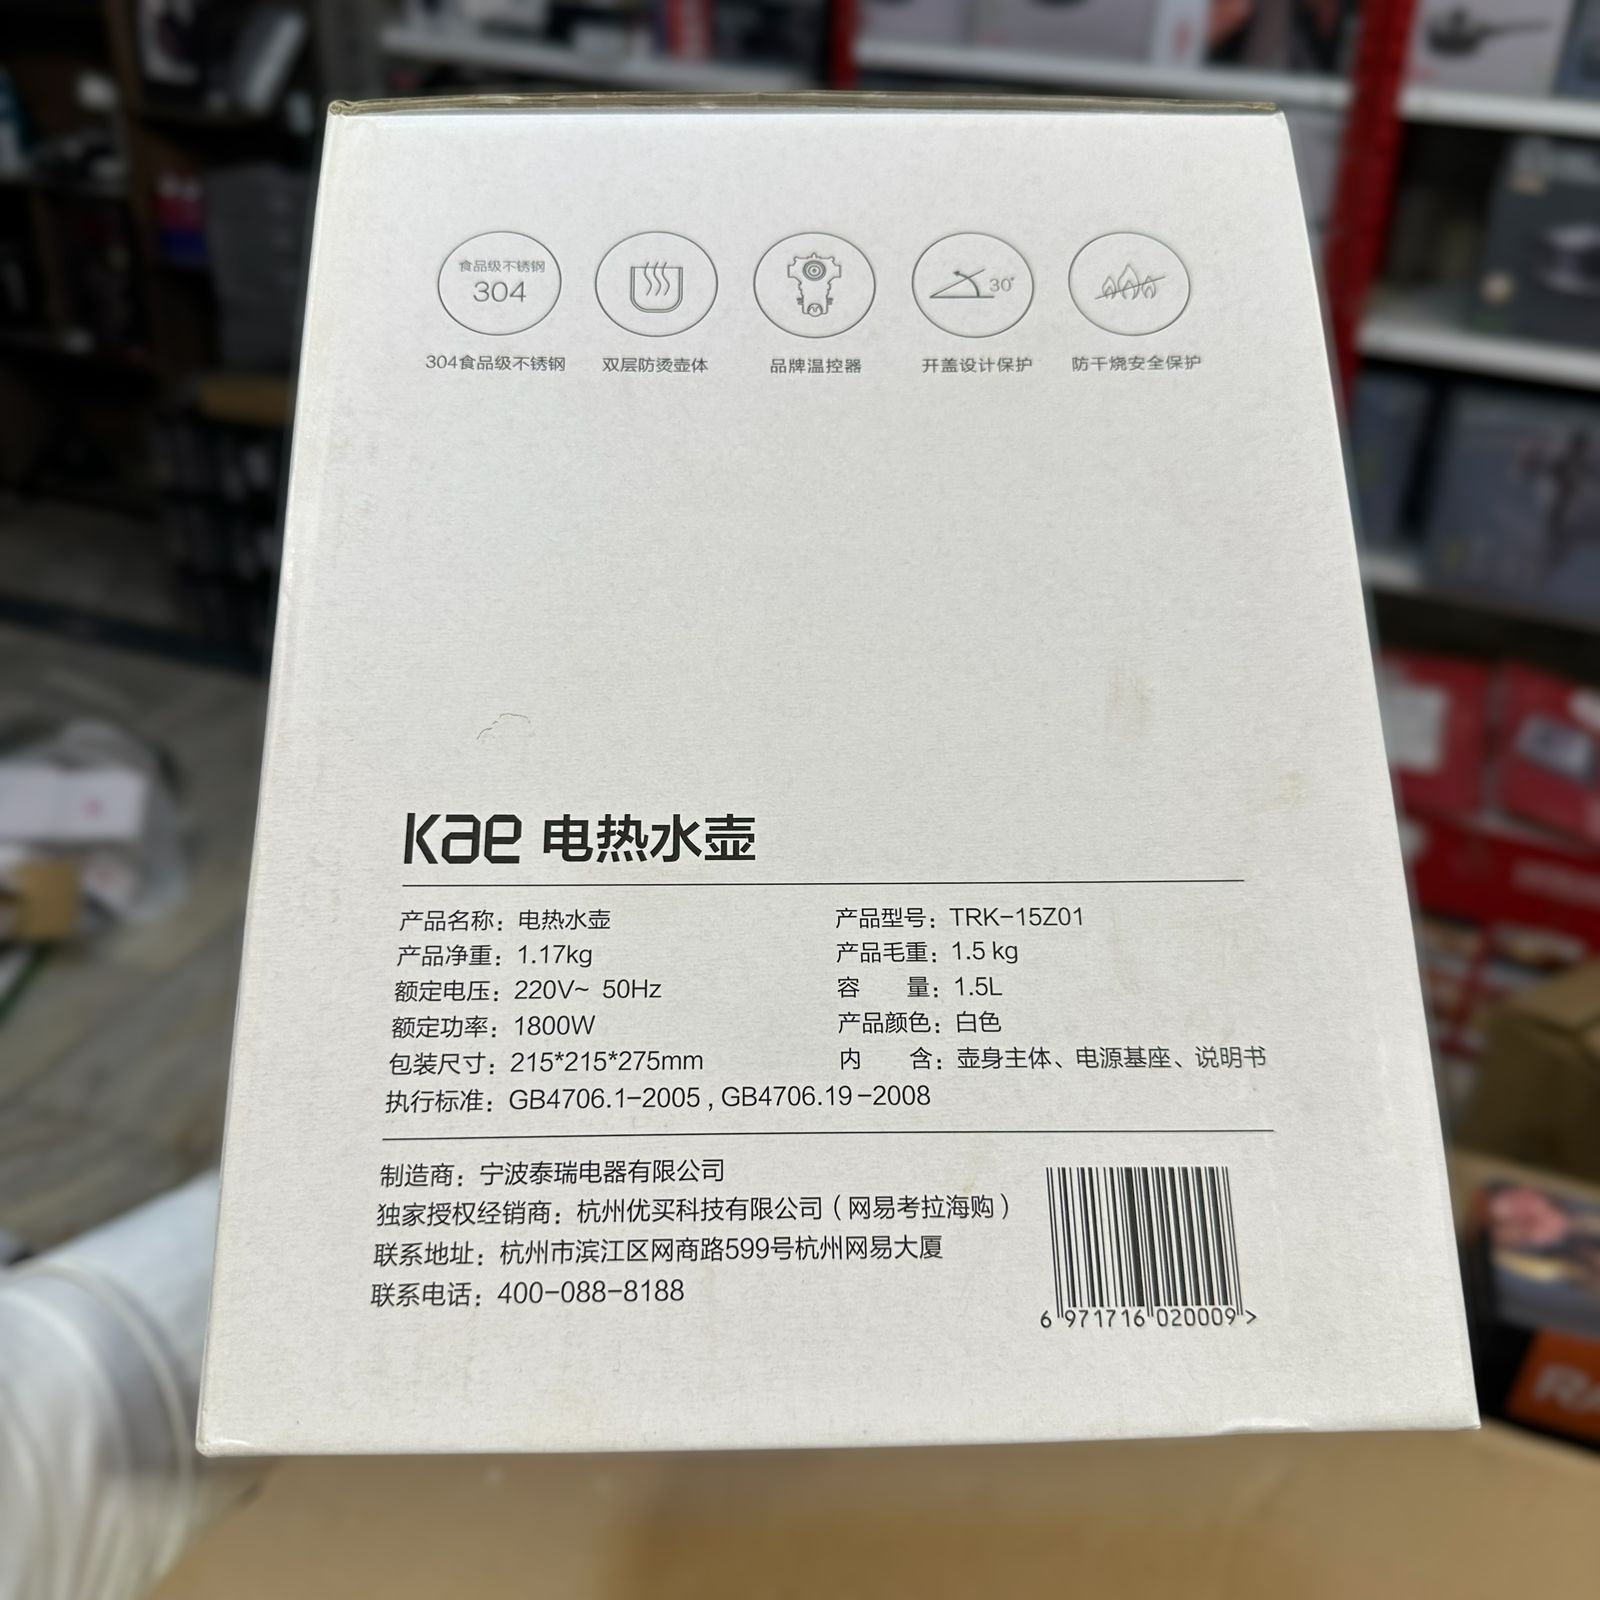 食品级不锈钢
304
30°
304食品级不锈钢 双层防烫壶体 品牌温控器 开盖设计保护 防干烧安全保护
kae 电热水壶
产品名称：电热水壶 产品型号：TRK-15Z01
产品净重：1.17kg 产品毛重：1.5 kg
额定电压：220V~ 50Hz 容 量：1.5L
额定功率：1800W 产品颜色：白色
包装尺寸：215*215*275mm 内 含：壶身主体、电源基座、说明书
执行标准：GB4706.1-2005 , GB4706.19-2008
制造商：宁波泰瑞电器有限公司
独家授权经销商：杭州优买科技有限公司（网易考拉海购）
联系地址：杭州市滨江区网商路599号杭州网易大厦
联系电话：400-088-8188
6 971716 020009 >